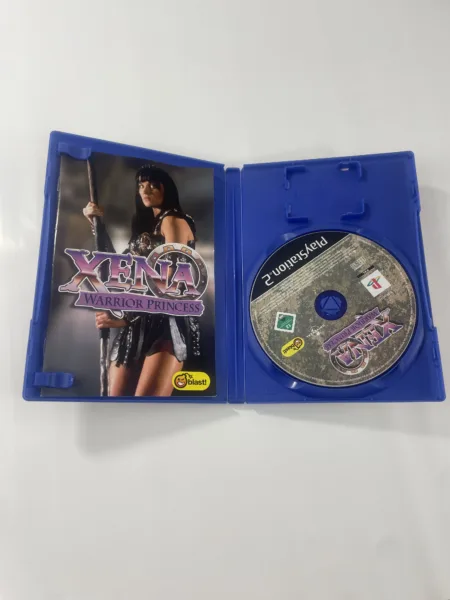 XENA
WARRIOR PRINCESS
blast!
PlayStation.2
blast!
XENA
WARRIOR PRINCESS